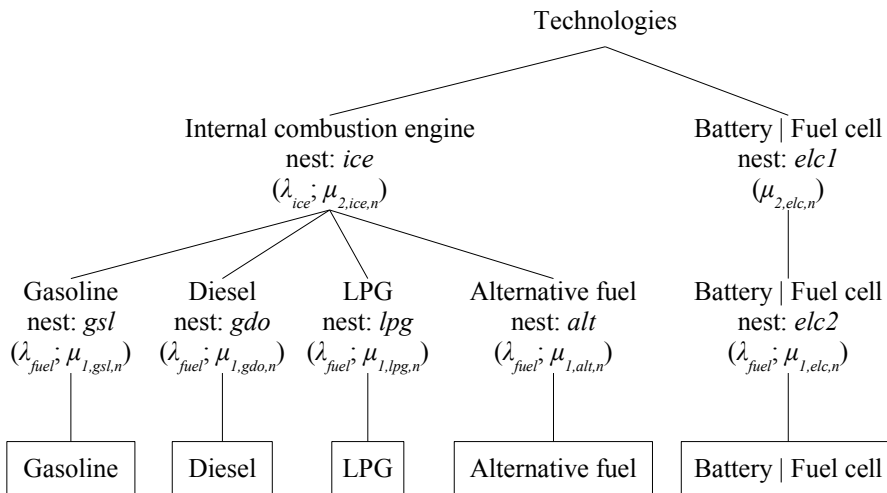 Technologies
Internal combustion engine
nest: ice
(λice; μ2,ice,n)
Battery | Fuel cell
nest: elc1
(μ2,elc,n)
Gasoline
nest: gsl
(λfuel; μ1,gsl,n)
Diesel
nest: gdo
(λfuel; μ1,gdo,n)
LPG
nest: lpg
(λfuel; μ1,lpg,n)
Alternative fuel
nest: alt
(λfuel; μ1,alt,n)
Battery | Fuel cell
nest: elc2
(λfuel; μ1,elc,n)
Gasoline
Diesel
LPG
Alternative fuel
Battery | Fuel cell